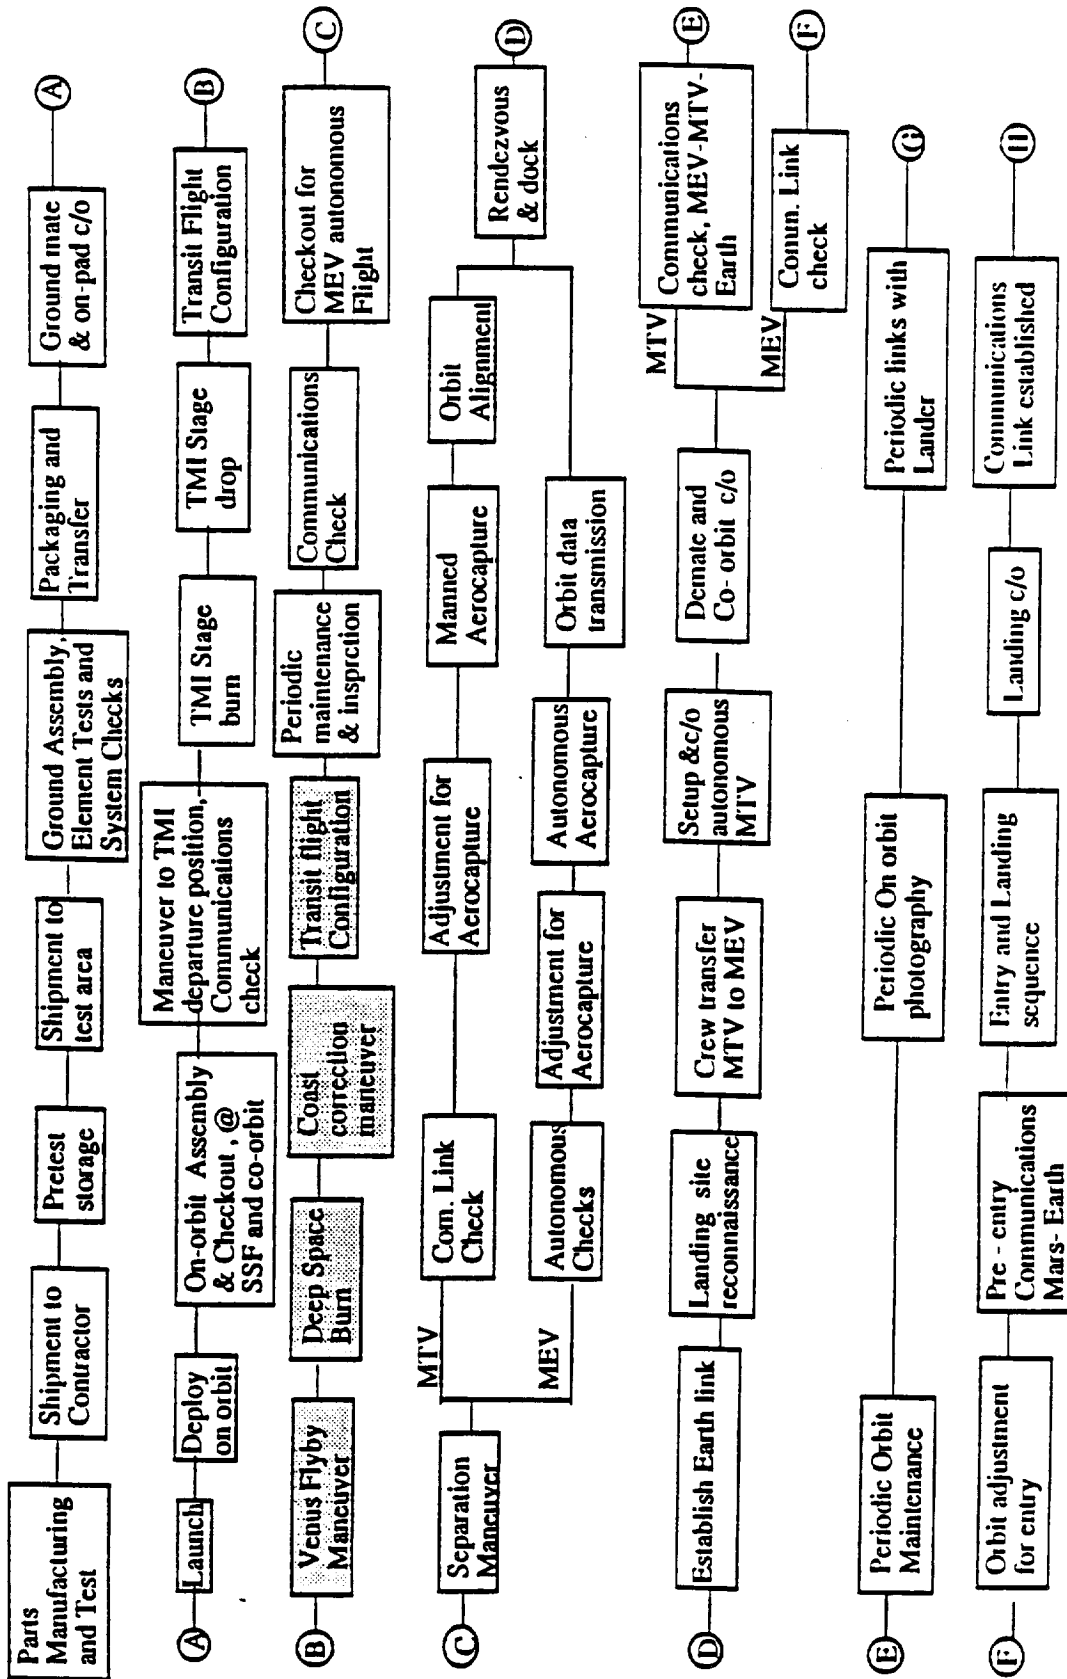 Parts
Manufacturing
and Test
Shipment to
Contractor
Pretest
storage
Shipment to
test area
Ground Assembly,
Element Tests and
System Checks
Packaging and
Transfer
Ground mate
& on-pad c/o
A
A
Launch
Deploy
on orbit
On-orbit Assembly
& Checkout , @
SSF and co-orbit
Maneuver to TMI
departure position,
Communications
check
TMI Stage
burn
TMI Stage
drop
Transit Flight
Configuration
B
B
Venus Flyby
Maneuver
Deep Space
Burn
Coast
correction
maneuver
Transit flight
Configuration
Periodic
maintenance
& insprction
Communications
Check
Checkout for
MEV autonomous
Flight
C
C
Separation
Maneuver
MTV
Com. Link
Check
Adjustment for
Aerocapture
Manned
Aerocapture
Orbit
Alignment
MEV
Autonomous
Checks
Adjustment for
Aerocapture
Autonomous
Aerocapture
Orbit data
transmission
Rendezvous
& dock
D
D
Establish Earth link
Landing site
reconnaissance
Crew transfer
MTV to MEV
Setup &c/o
autonomous
MTV
Demate and
Co- orbit c/o
MTV
Communications
check, MEV-MTV-
Earth
E
MEV
Comm. Link
check
F
E
Periodic Orbit
Maintenance
Periodic On orbit
photography
Periodic links with
Lander
G
F
Orbit adjustment
for entry
Pre - entry
Communications
Mars- Earth
Entry and Landing
sequence
Landing c/o
Communications
Link established
H